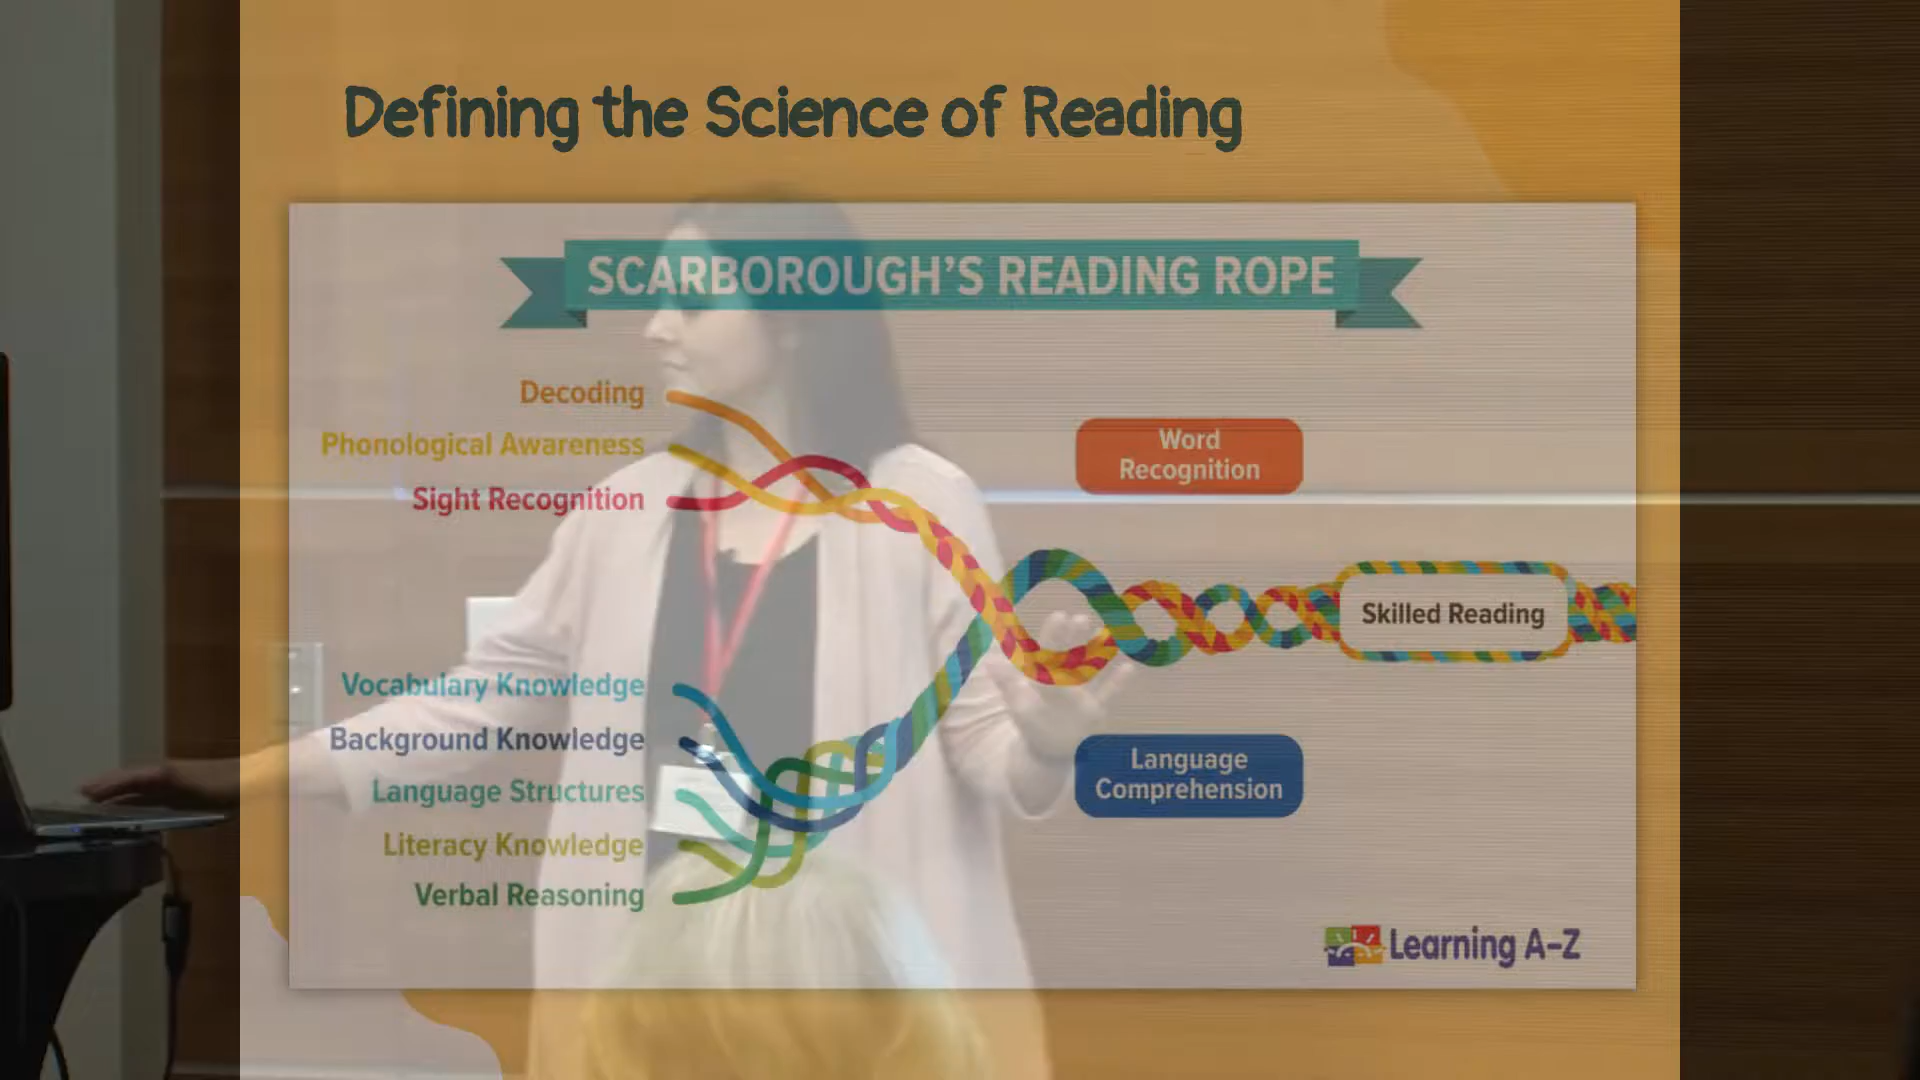 Defining the Science of Reading
SCARBOROUGH'S READING ROPE
Decoding
Phonological Awareness
Sight Recognition
Word
Recognition
Skilled Reading
Vocabulary Knowledge
Background Knowledge
Language Structures
Literacy Knowledge
Verbal Reasoning
Language
Comprehension
Learning A-Z